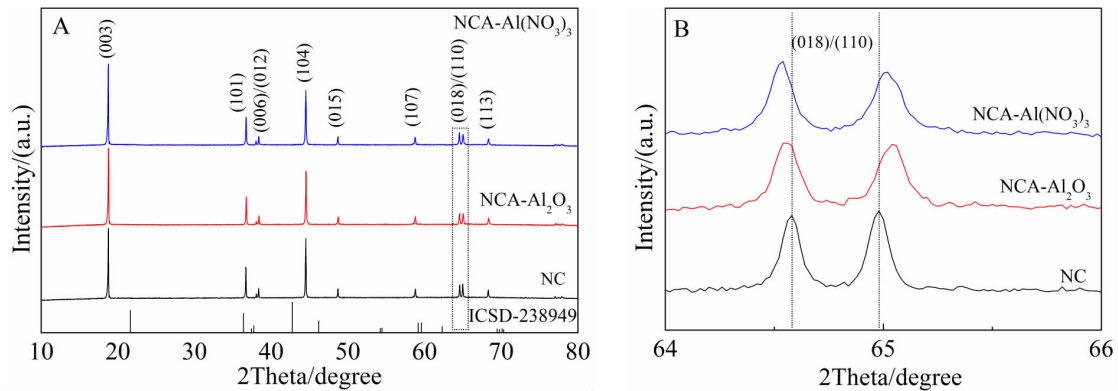 A
NCA-Al(NO₃)₃
(003)
(101)
(006)/(012)
(104)
(015)
(107)
(018)/(110)
(113)
NCA-Al₂O₃
NC
ICSD-238949
Intensity/(a.u.)
10 20 30 40 50 60 70 80
2Theta/degree
B
(018)/(110)
NCA-Al(NO₃)₃
NCA-Al₂O₃
NC
Intensity/(a.u.)
64 65 66
2Theta/degree